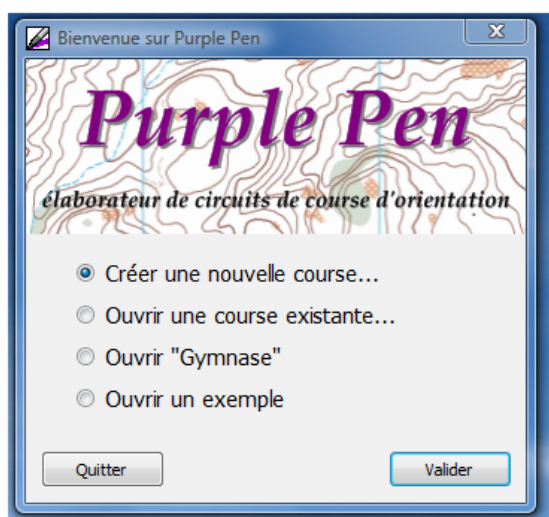 Bienvenue sur Purple Pen
Purple Pen
élaborateur de circuits de course d'orientation
Créer une nouvelle course...
Ouvrir une course existante...
Ouvrir "Gymnase"
Ouvrir un exemple
Quitter
Valider